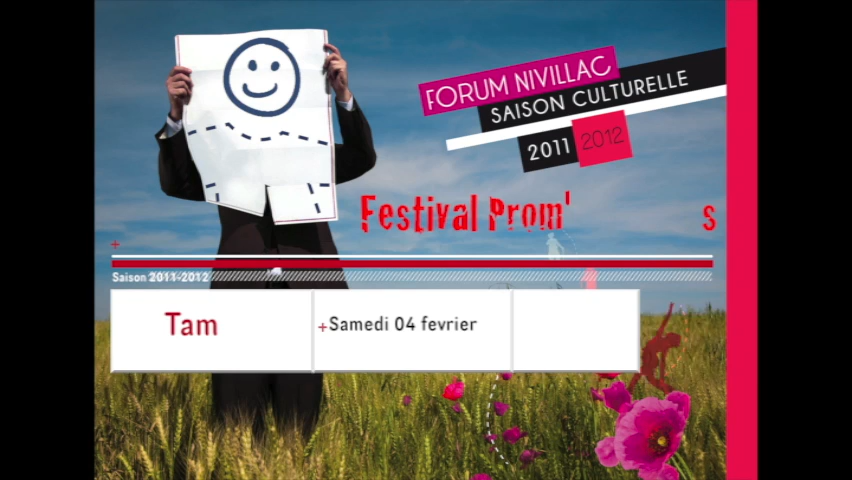 FORUM NIVILLAC
SAISON CULTURELLE
2011 2012
Festival Prom' s
Saison 2011-2012
Tam
+Samedi 04 fevrier